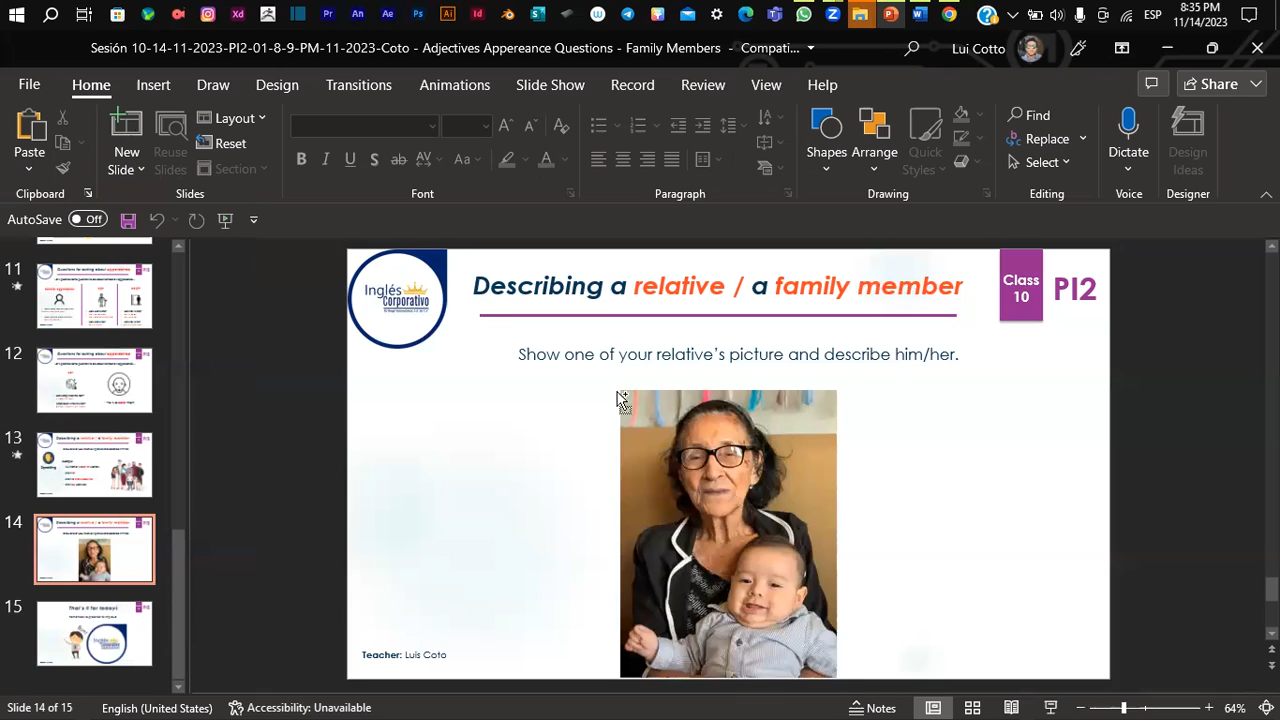 8:35 PM
ESP
11/14/2023
Sesión 10-14-11-2023-PIG-01-8-9-PM-11-2023-Coto - Adjectives Appereance Questions - Family Members - Compati...
Lui Cotto
File
Home
Insert
Draw
Design
Transitions
Animations
Slide Show
Record
Review
View
Help
Share
Paste
New
Slide
Reuse
Slides
Layout
Reset
Section
Shapes
Arrange
Quick
Styles
Find
Replace
Select
Dictate
Design
Ideas
Clipboard
Slides
Font
Paragraph
Drawing
Editing
Voice
Designer
AutoSave
Off
11
12
13
14
15
That's it for today!
Inglés
Corporativo
Describing a relative / a family member
Class
10
PI2
Show one of your relative's picture and describe him/her.
Teacher: Luis Coto
Slide 14 of 15
English (United States)
Accessibility: Unavailable
Notes
64%